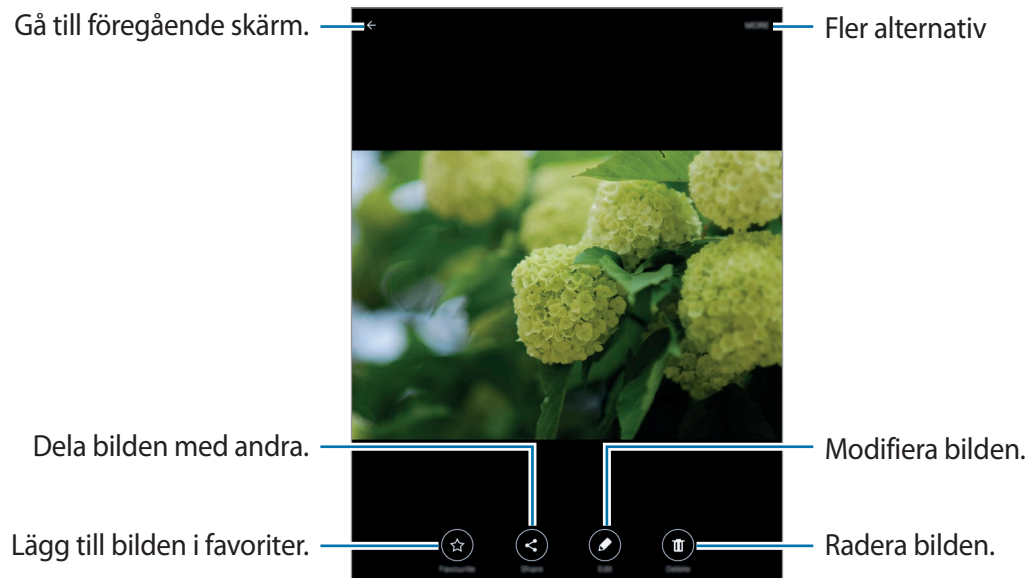 Gå till föregående skärm.
MORE
Fler alternativ
Dela bilden med andra.
Modifiera bilden.
Lägg till bilden i favoriter.
Favourite
Share
Edit
Delete
Radera bilden.